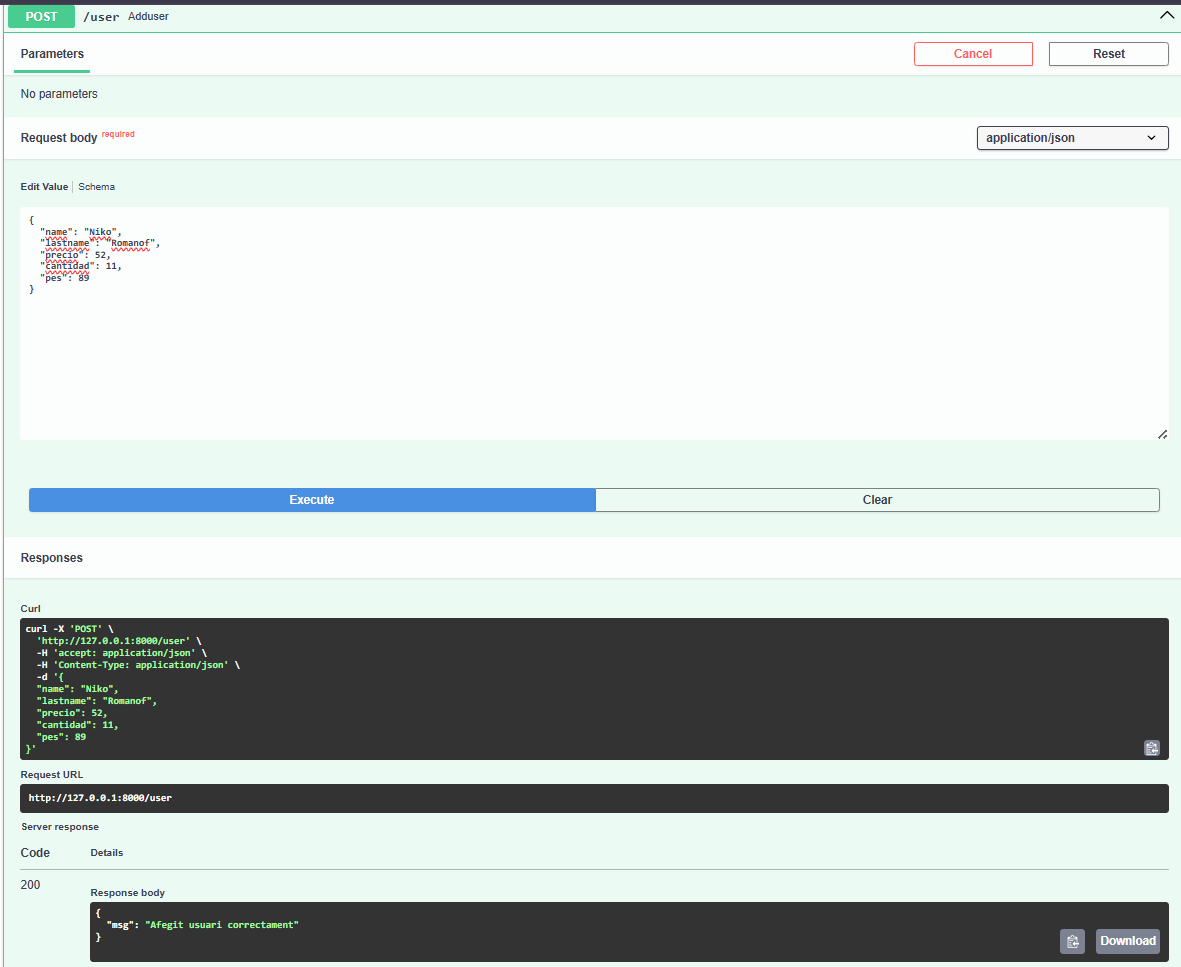 POST /user Adduser
Parameters
Cancel
Reset
No parameters
Request body required
application/json
Edit Value | Schema
{
  "name": "Niko",
  "lastname": "Romanof",
  "precio": 52,
  "cantidad": 11,
  "pes": 89
}
Execute
Clear
Responses
Curl
curl -X 'POST' \
  'http://127.0.0.1:8000/user' \
  -H 'accept: application/json' \
  -H 'Content-Type: application/json' \
  -d '{
  "name": "Niko",
  "lastname": "Romanof",
  "precio": 52,
  "cantidad": 11,
  "pes": 89
}'
Request URL
http://127.0.0.1:8000/user
Server response
Code Details
200
Response body
{
  "msg": "Afegit usuari correctament"
}
Download